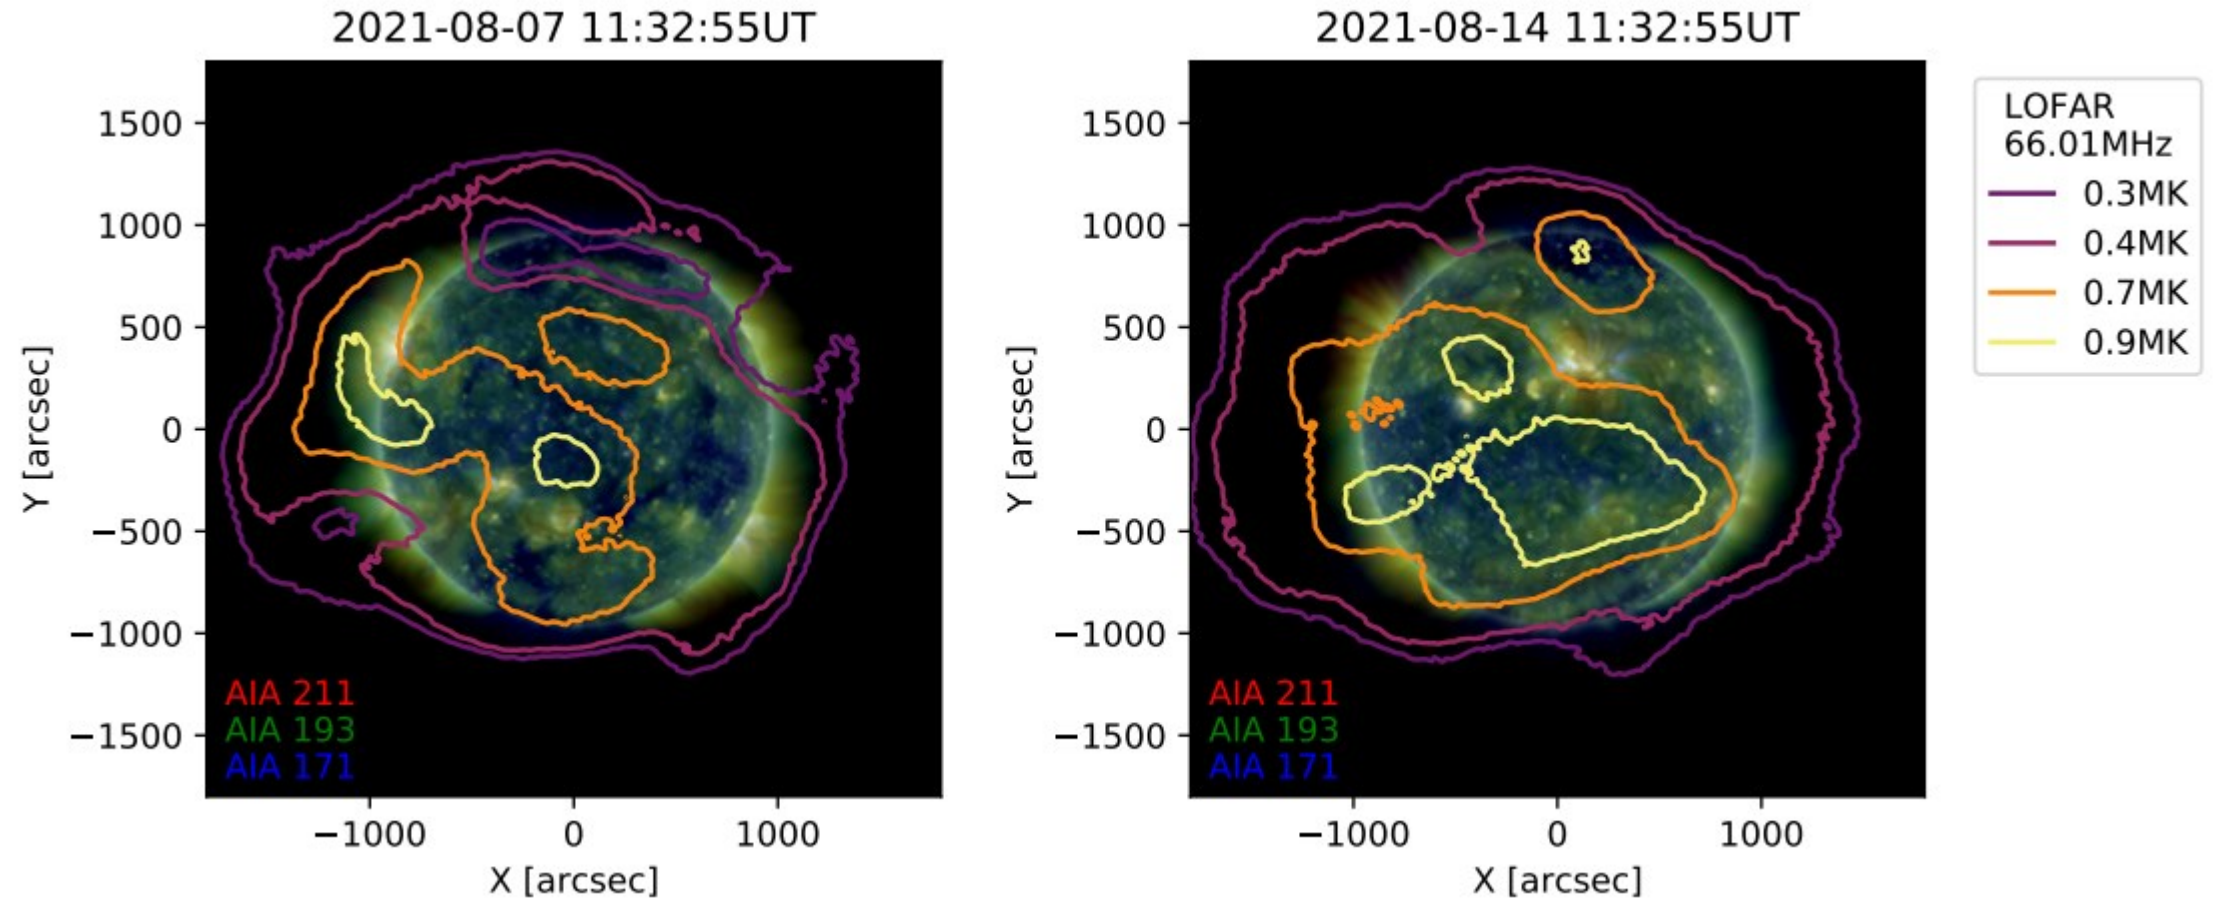 2021-08-07 11:32:55UT
1500
1000
500
0
−500
−1000
−1500
Y [arcsec]
AIA 211
AIA 193
AIA 171
−1000 0 1000
X [arcsec]
2021-08-14 11:32:55UT
1500
1000
500
0
−500
−1000
−1500
Y [arcsec]
AIA 211
AIA 193
AIA 171
−1000 0 1000
X [arcsec]
LOFAR
66.01MHz
0.3MK
0.4MK
0.7MK
0.9MK